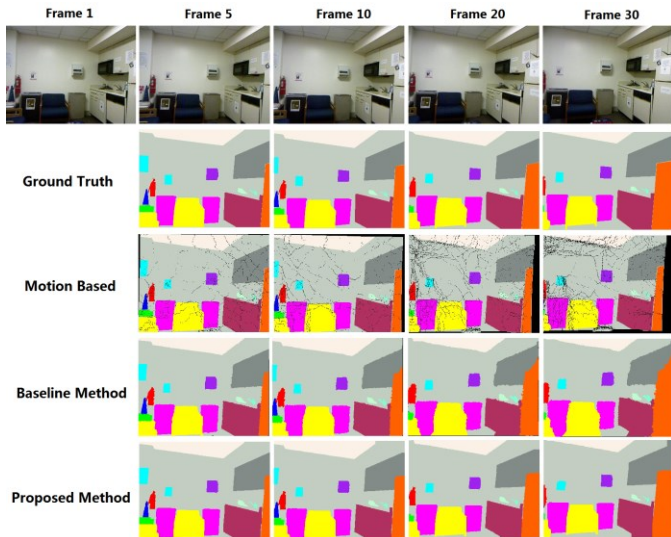 Frame 1 Frame 5 Frame 10 Frame 20 Frame 30
Ground Truth
Motion Based
Baseline Method
Proposed Method